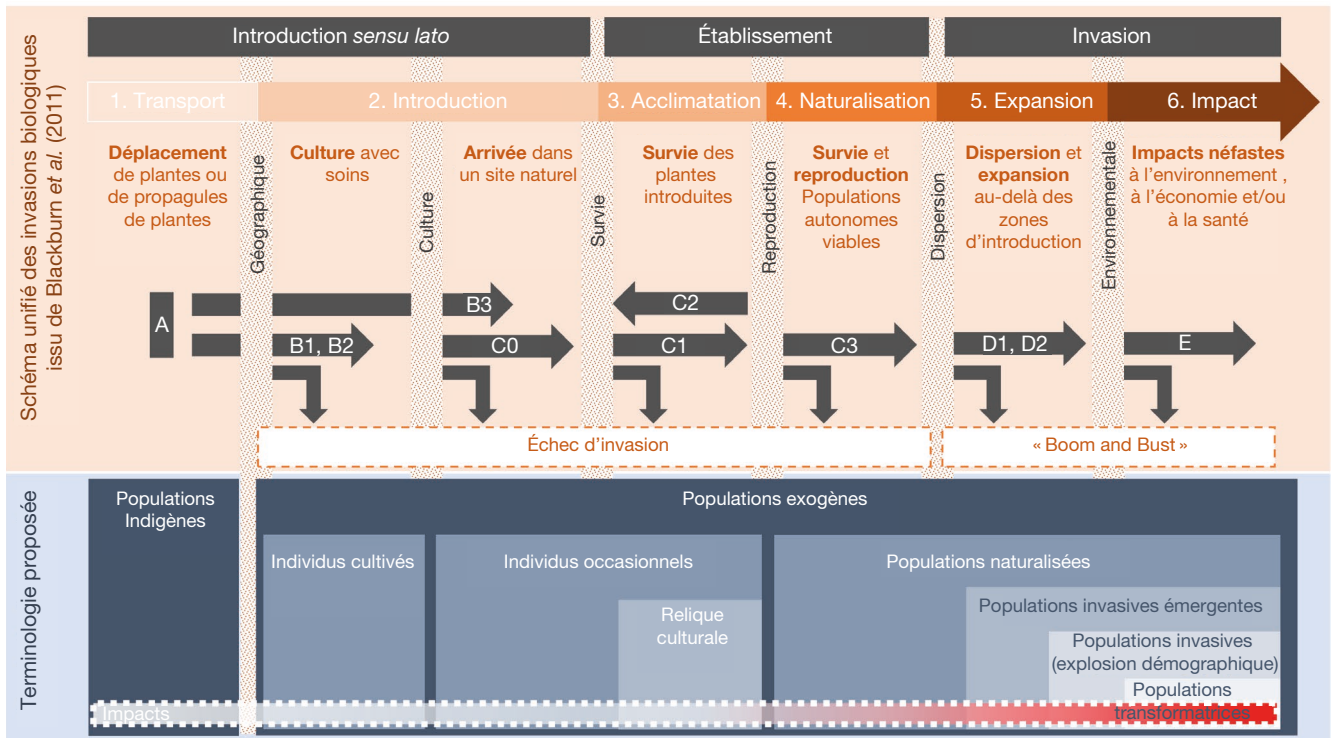 Schéma unifié des invasions biologiques
issu de Blackburn et al. (2011)
Introduction sensu lato
Établissement
Invasion
1. Transport
2. Introduction
3. Acclimatation
4. Naturalisation
5. Expansion
6. Impact
Déplacement
de plantes ou
de propagules
de plantes
Géographique
Culture avec
soins
Culture
Arrivée dans
un site naturel
Survie
Survie des
plantes
introduites
Reproduction
Survie et
reproduction
Populations
autonomes
viables
Dispersion
Dispersion et
expansion
au-delà des
zones
d'introduction
Environnementale
Impacts néfastes
à l'environnement ,
à l'économie et/ou
à la santé
A
B3
C2
B1, B2
C0
C1
C3
D1, D2
E
Échec d'invasion
« Boom and Bust »
Terminologie proposée
Populations
Indigènes
Populations exogènes
Individus cultivés
Individus occasionnels
Populations naturalisées
Relique
culturale
Populations invasives émergentes
Populations invasives
(explosion démographique)
Populations
transformatrices
Impacts